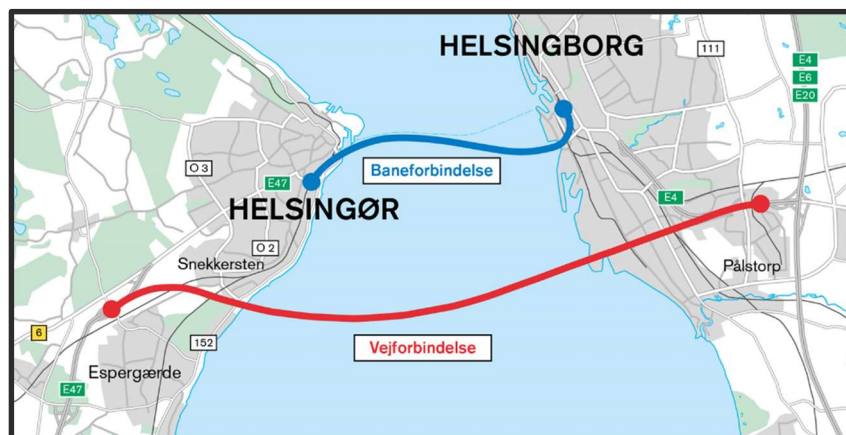 HELSINGBORG
111
E4
E6
E20
O 3
E47
Baneforbindelse
E4
HELSINGØR
O 2
Snekkersten
Pålstorp
6
152
Vejforbindelse
Espergærde
E47